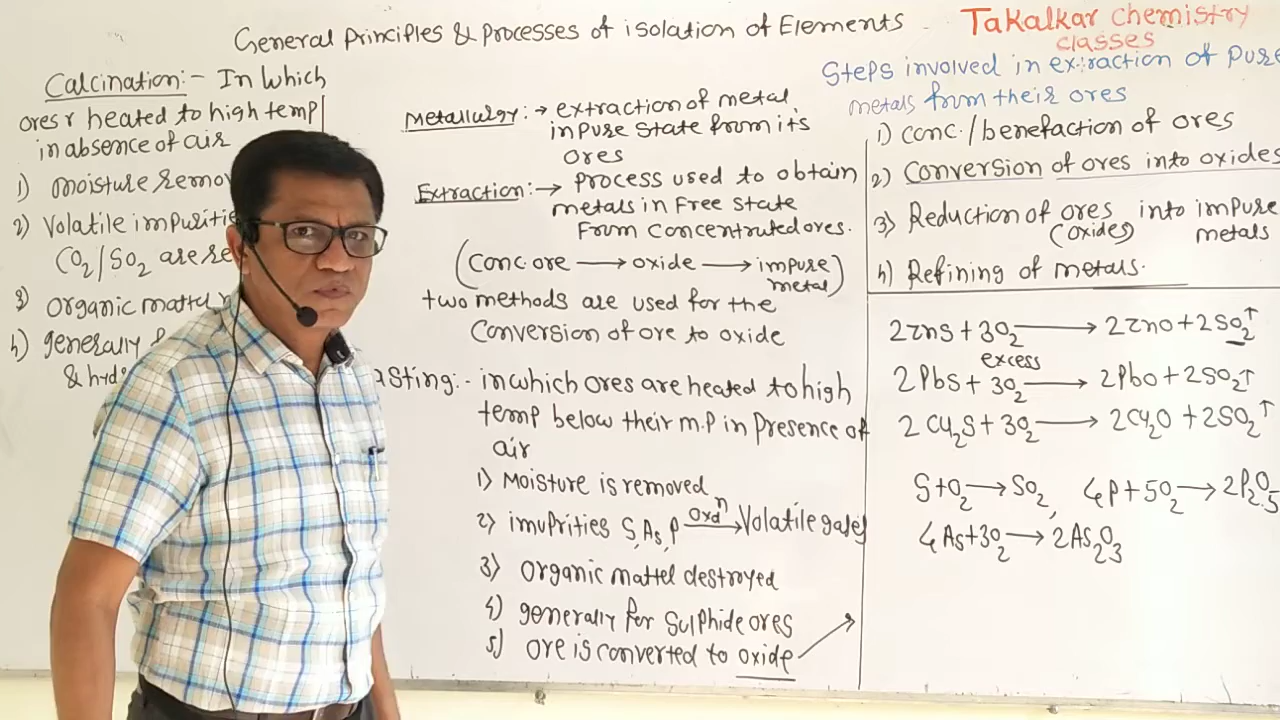 General Principles & Processes of isolation of Elements
Takalkar Chemistry
classes
Calcination:- In which
ores r heated to high temp
in absence of air
1) moisture remov
2) Volatile impuritie
CO2/SO2 are re
3) organic mattel
4) generally f
& hyd
Metallurgy:→ extraction of metal
in pure state from its
ores
Extraction:→ Process used to obtain
metals in Free state
From concentruted ores.
(Conc. ore → oxide → impure
metal)
two methods are used for the
Conversion of ore to oxide
sting:- in which ores are heated to high
temp below their m.p in presence of
air
1) Moisture is removed
2) imuprities S, As, P Oxdn→ Volatile gases
3) organic mattel destroyed
4) generally for Sulphide ores
5) ore is converted to oxide
Steps involved in extraction of pure
metals from their ores
1) conc./benefaction of ores
2) Conversion of ores into oxides
3) Reduction of ores into impure
(oxides) metals
4) Refining of metals.
2ZnS + 3O2 → 2ZnO + 2SO2↑
excess
2PbS + 3O2 → 2PbO + 2SO2↑
2Cu2S + 3O2 → 2Cu2O + 2SO2↑
S+O2 → SO2, 4P+5O2 → 2P2O5
4As+3O2 → 2As2O3